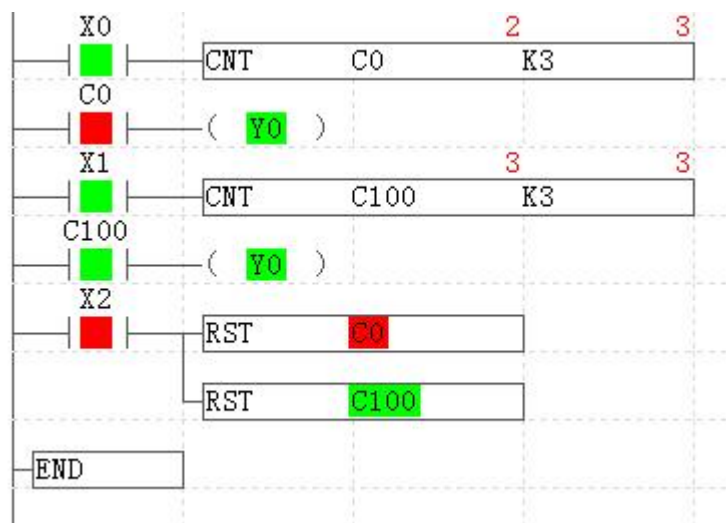 X0 2 3
CNT C0 K3
C0
( Y0 )
X1 3 3
CNT C100 K3
C100
( Y0 )
X2
RST C0
RST C100
END